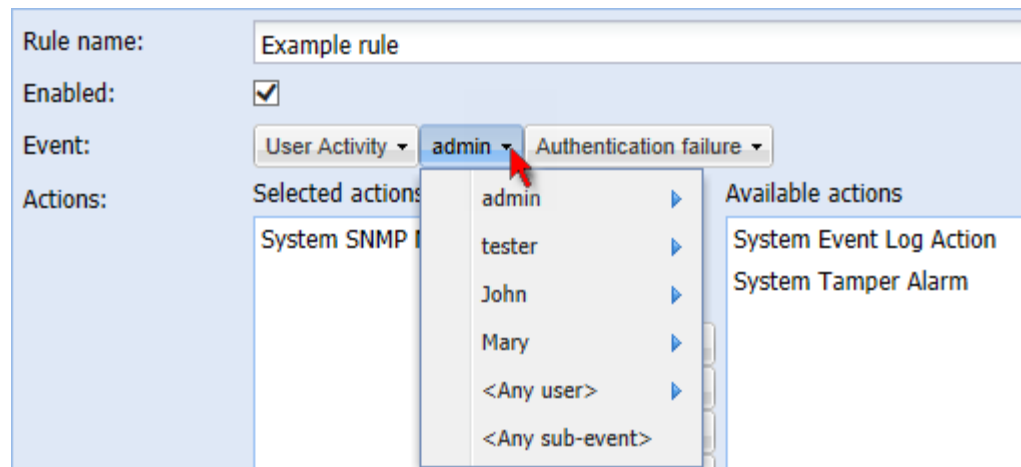 Rule name: Example rule
Enabled:
Event: User Activity admin Authentication failure
Actions: Selected actions Available actions
System SNMP
System Event Log Action
System Tamper Alarm
admin
tester
John
Mary
<Any user>
<Any sub-event>